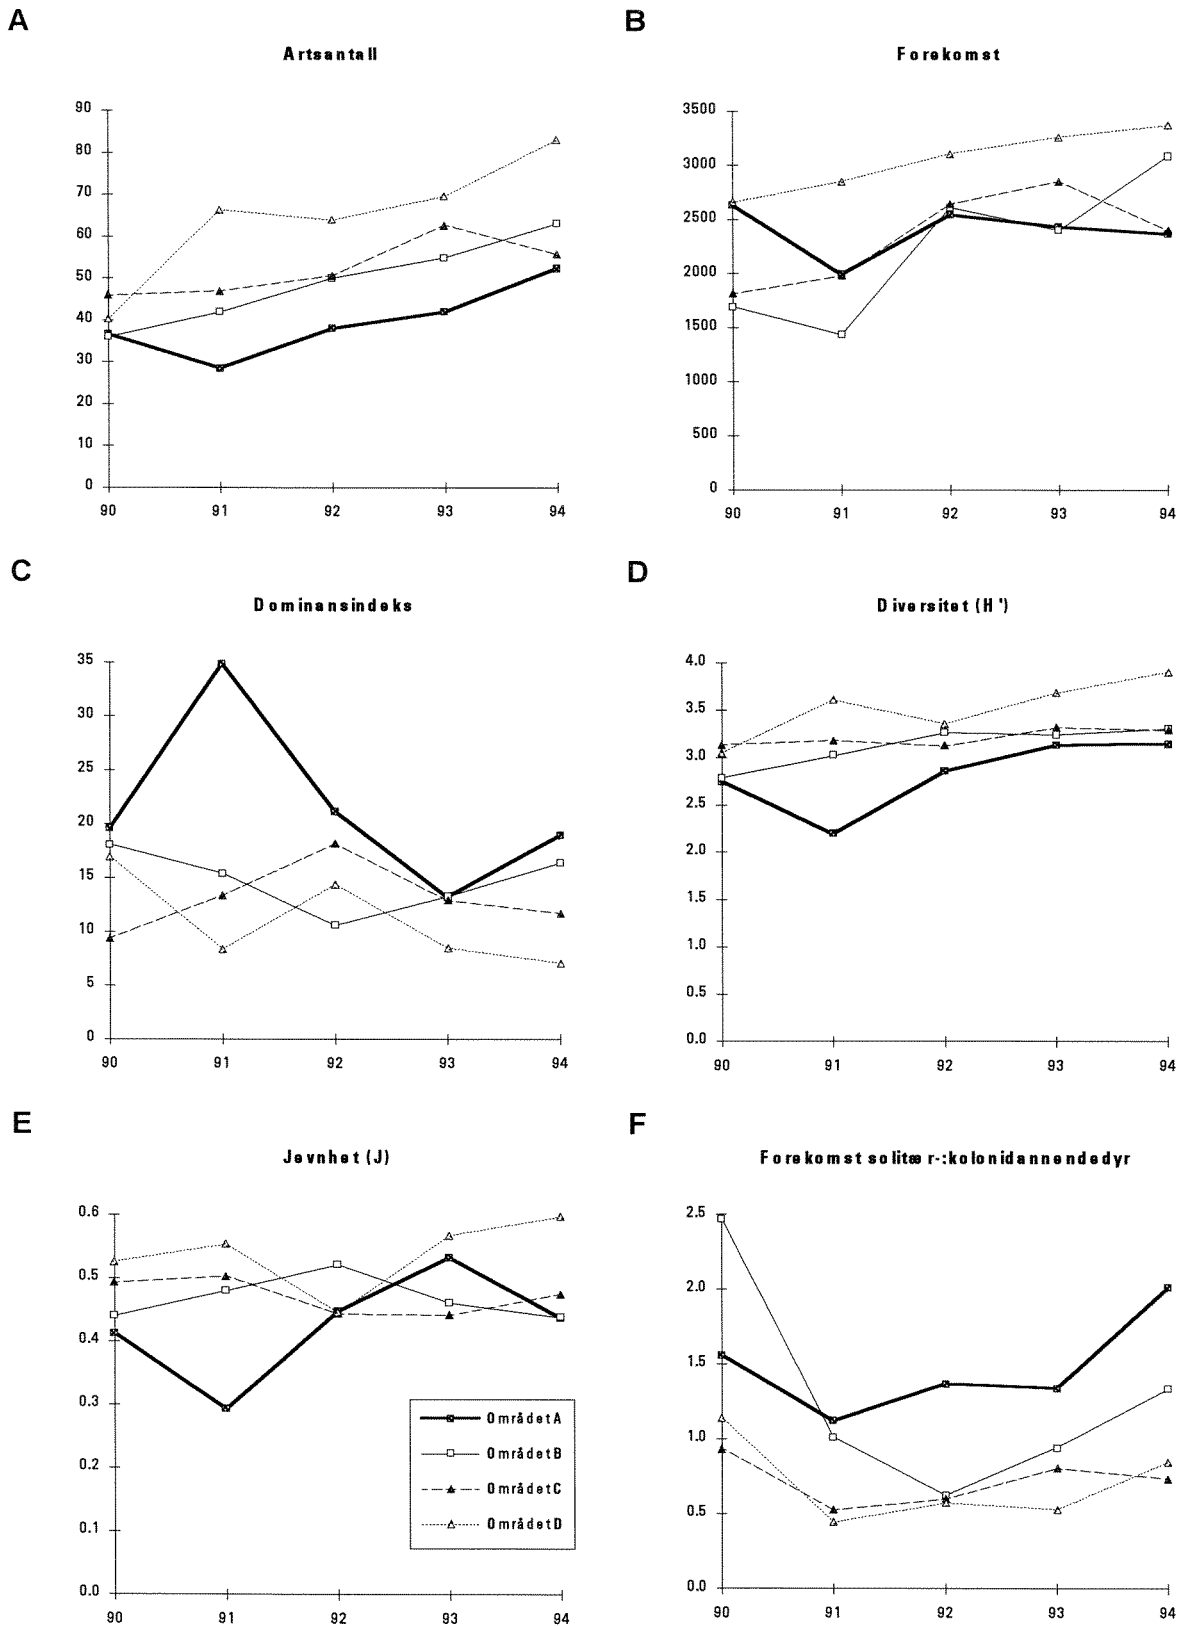 A
Artsantall
90
80
70
60
50
40
30
20
10
0
90 91 92 93 94
B
Forekomst
3500
3000
2500
2000
1500
1000
500
0
90 91 92 93 94
C
Dominansindeks
35
30
25
20
15
10
5
0
90 91 92 93 94
D
Diversitet (H')
4.0
3.5
3.0
2.5
2.0
1.5
1.0
0.5
0.0
90 91 92 93 94
E
Jevnhet (J)
0.6
0.5
0.4
0.3
0.2
0.1
0.0
90 91 92 93 94
Området A
Området B
Området C
Området D
F
Forekomst solitær-:kolonidannendedyr
2.5
2.0
1.5
1.0
0.5
0.0
90 91 92 93 94